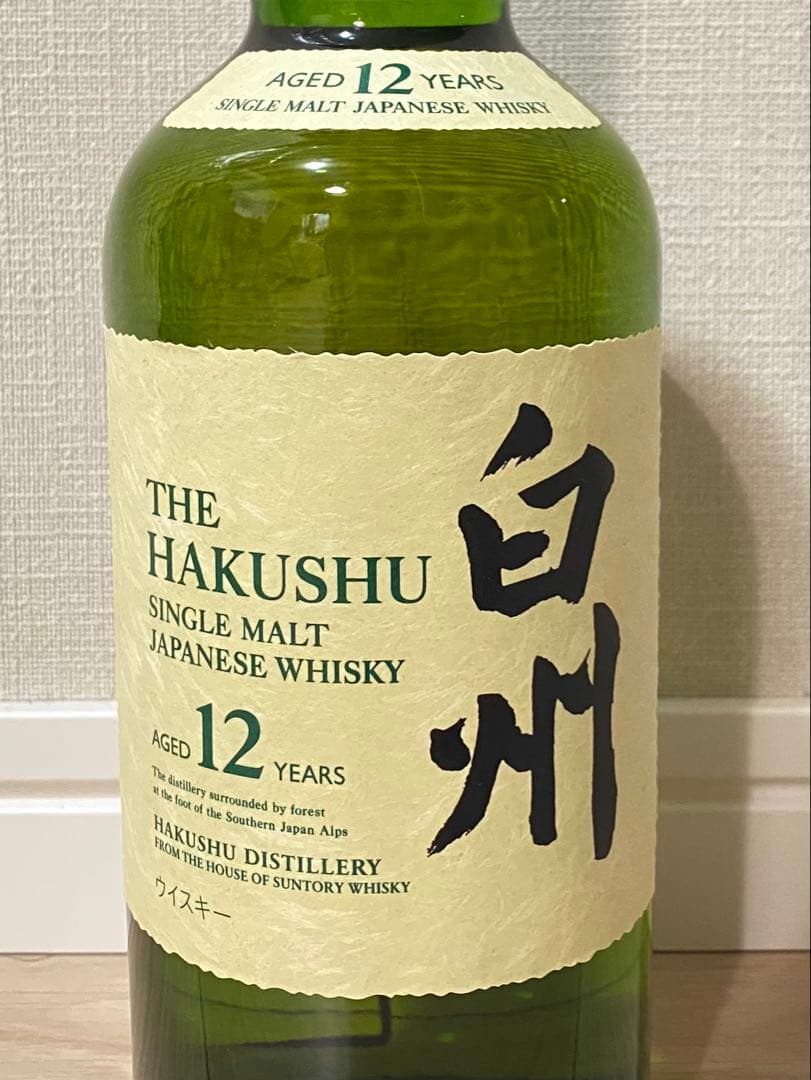 AGED 12 YEARS
SINGLE MALT JAPANESE WHISKY
THE
HAKUSHU
SINGLE MALT
JAPANESE WHISKY
AGED 12 YEARS
The distillery surrounded by forest
at the foot of the Southern Japan Alps
HAKUSHU DISTILLERY
FROM THE HOUSE OF SUNTORY WHISKY
ウイスキー
白州